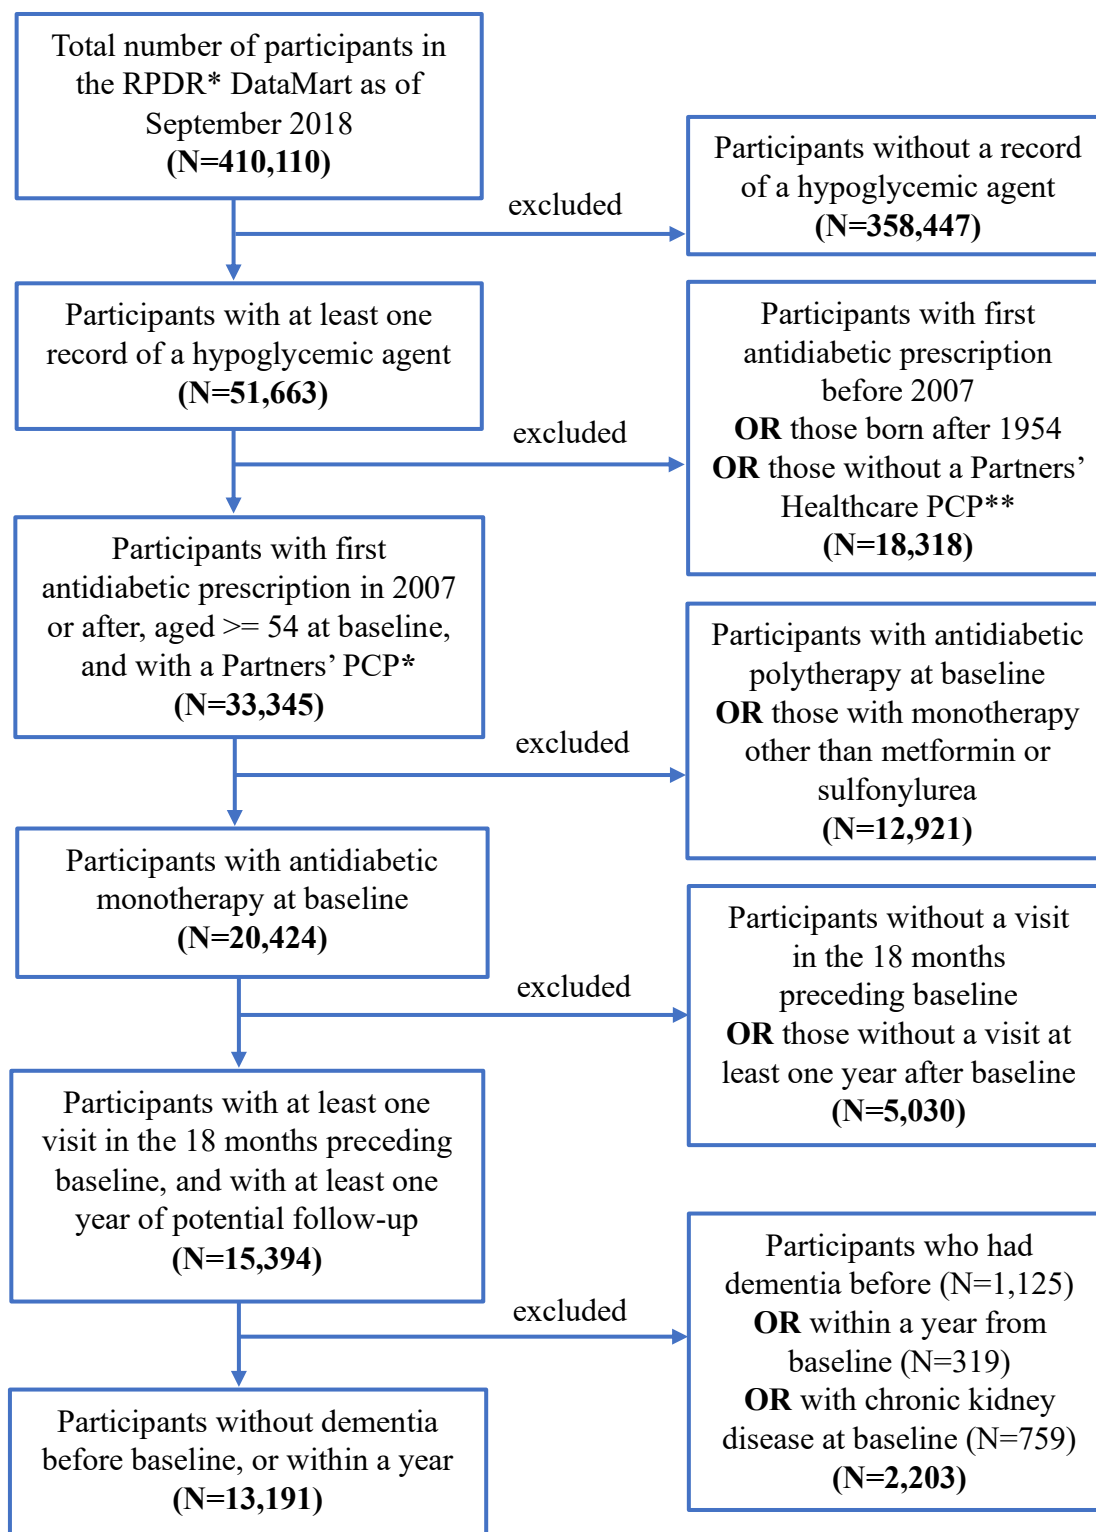 Total number of participants in
the RPDR* DataMart as of
September 2018
(N=410,110)
excluded
Participants without a record
of a hypoglycemic agent
(N=358,447)
Participants with at least one
record of a hypoglycemic agent
(N=51,663)
excluded
Participants with first
antidiabetic prescription
before 2007
OR those born after 1954
OR those without a Partners’
Healthcare PCP**
(N=18,318)
Participants with first
antidiabetic prescription in 2007
or after, aged >= 54 at baseline,
and with a Partners’ PCP*
(N=33,345)
excluded
Participants with antidiabetic
polytherapy at baseline
OR those with monotherapy
other than metformin or
sulfonylurea
(N=12,921)
Participants with antidiabetic
monotherapy at baseline
(N=20,424)
excluded
Participants without a visit
in the 18 months
preceding baseline
OR those without a visit at
least one year after baseline
(N=5,030)
Participants with at least one
visit in the 18 months preceding
baseline, and with at least one
year of potential follow-up
(N=15,394)
excluded
Participants who had
dementia before (N=1,125)
OR within a year from
baseline (N=319)
OR with chronic kidney
disease at baseline (N=759)
(N=2,203)
Participants without dementia
before baseline, or within a year
(N=13,191)